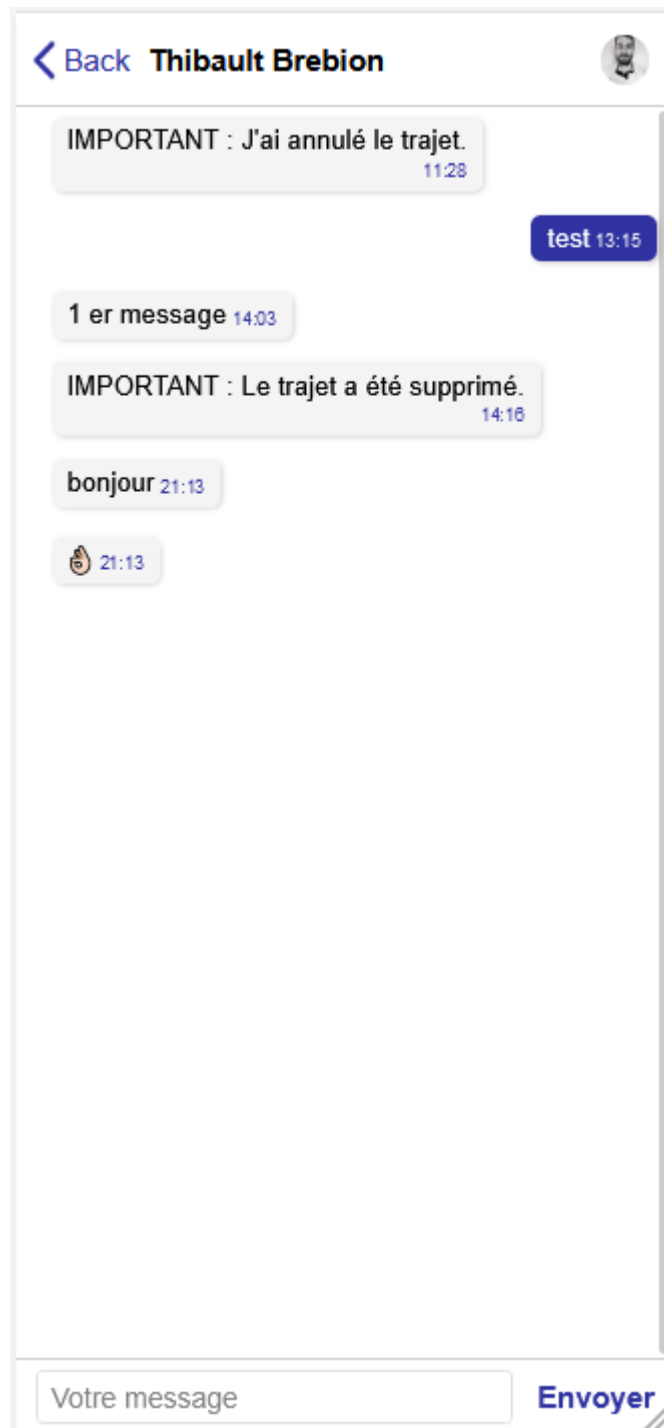 Back Thibault Brebion
IMPORTANT : J'ai annulé le trajet.
11:28
test 13:15
1 er message 14:03
IMPORTANT : Le trajet a été supprimé.
14:16
bonjour 21:13
👌🏻 21:13
Votre message Envoyer